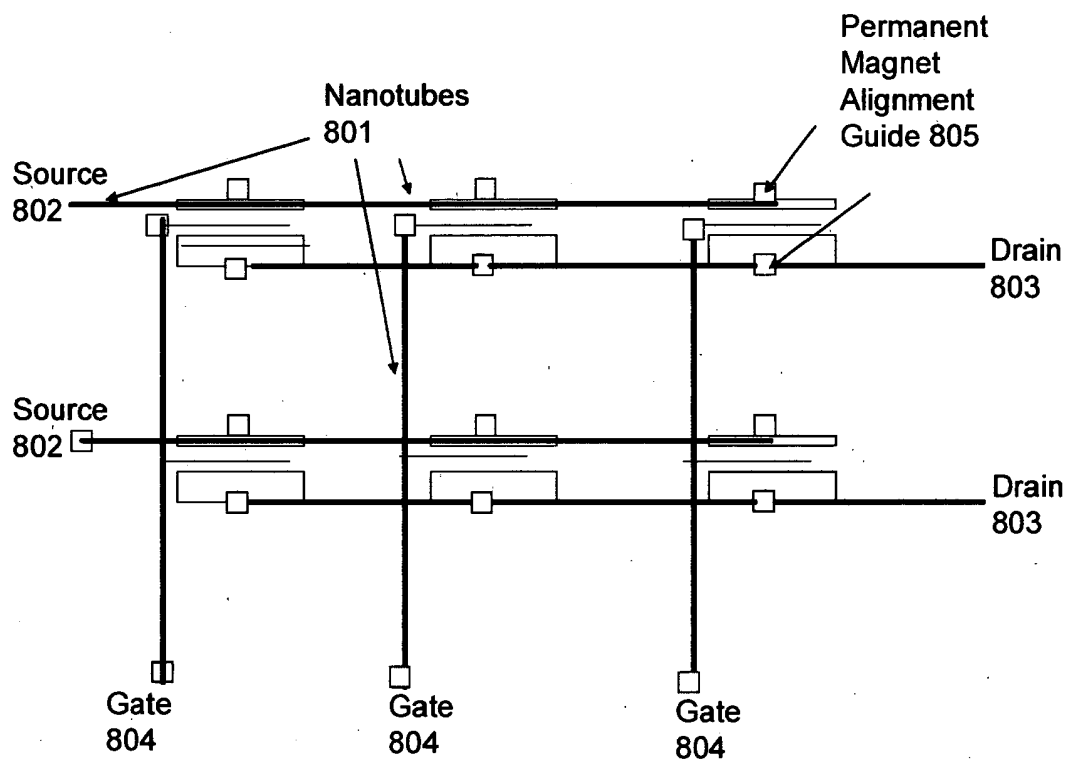 Permanent
Magnet
Alignment
Guide 805
Nanotubes
801
Source
802
Drain
803
Source
802
Drain
803
Gate
804
Gate
804
Gate
804